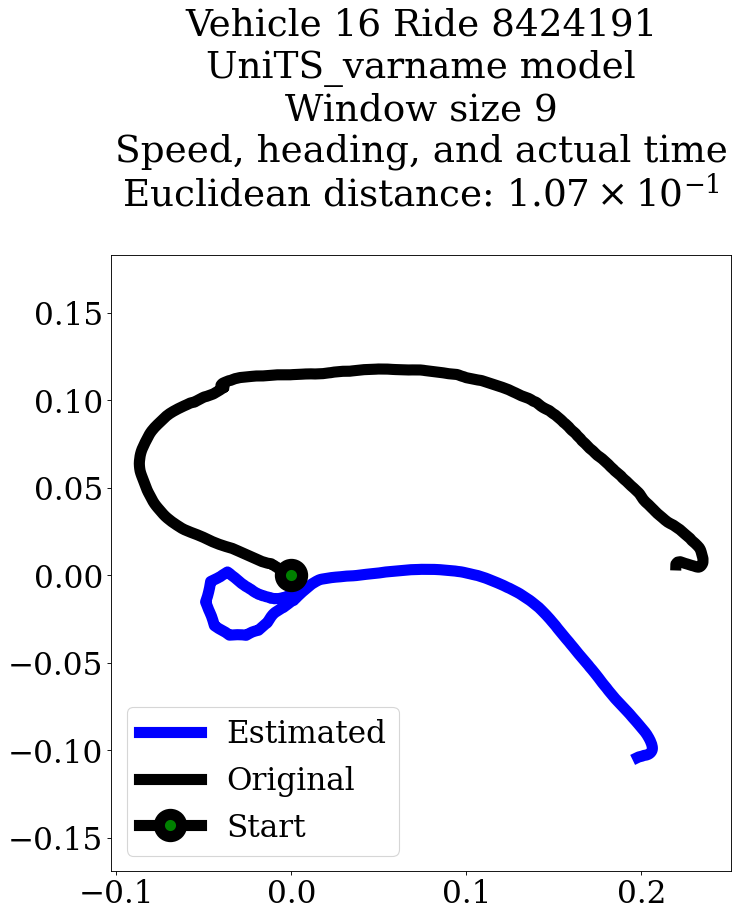 Vehicle 16 Ride 8424191
UniTS_varname model
Window size 9
Speed, heading, and actual time
Euclidean distance: 1.07 × 10⁻¹
0.15
0.10
0.05
0.00
−0.05
−0.10
−0.15
Estimated
Original
Start
−0.1
0.0
0.1
0.2